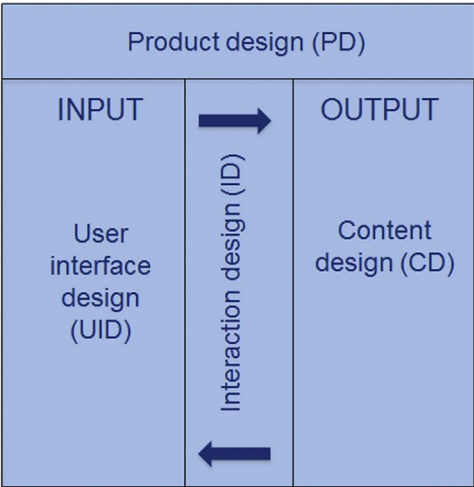 Product design (PD)
INPUT
User
interface
design
(UID)
Interaction design (ID)
OUTPUT
Content
design (CD)